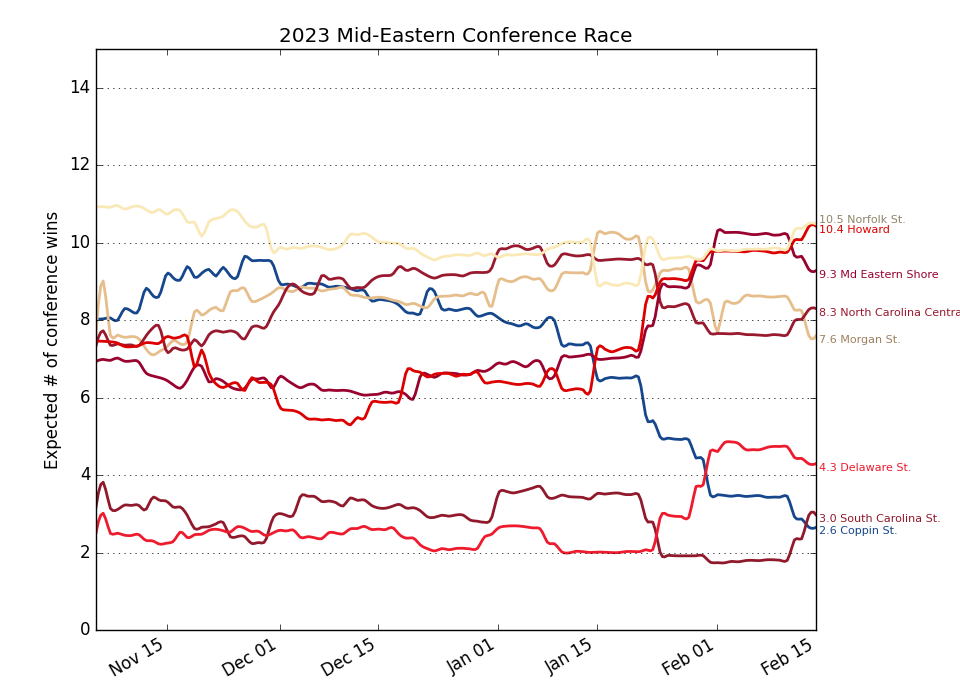 2023 Mid-Eastern Conference Race
Expected # of conference wins
14
12
10
8
6
4
2
0
10.5 Norfolk St.
10.4 Howard
9.3 Md Eastern Shore
8.3 North Carolina Centra
7.6 Morgan St.
4.3 Delaware St.
3.0 South Carolina St.
2.6 Coppin St.
Nov 15
Dec 01
Dec 15
Jan 01
Jan 15
Feb 01
Feb 15